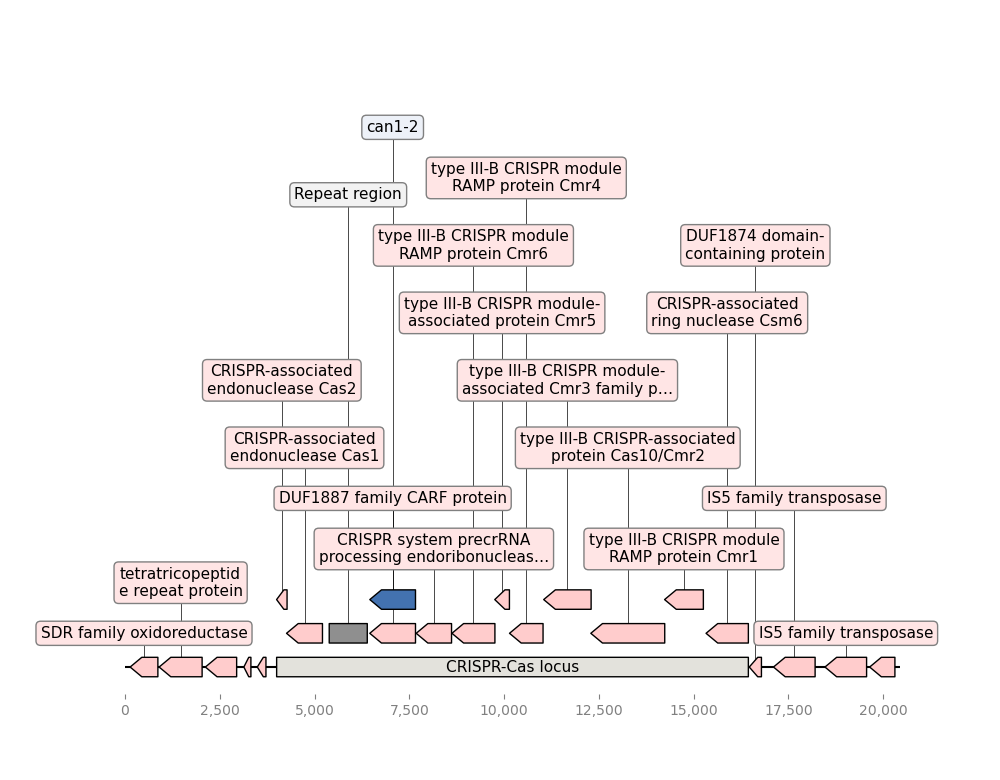 can1-2
type III-B CRISPR module
RAMP protein Cmr4
Repeat region
type III-B CRISPR module
RAMP protein Cmr6
DUF1874 domain-
containing protein
type III-B CRISPR module-
associated protein Cmr5
CRISPR-associated
ring nuclease Csm6
CRISPR-associated
endonuclease Cas2
type III-B CRISPR module-
associated Cmr3 family p...
CRISPR-associated
endonuclease Cas1
type III-B CRISPR-associated
protein Cas10/Cmr2
DUF1887 family CARF protein
IS5 family transposase
CRISPR system precrRNA
processing endoribonucleas...
type III-B CRISPR module
RAMP protein Cmr1
tetratricopeptid
e repeat protein
SDR family oxidoreductase
IS5 family transposase
CRISPR-Cas locus
0 2,500 5,000 7,500 10,000 12,500 15,000 17,500 20,000